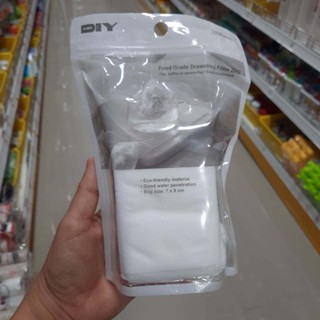 DIY
Food Grade Drawstring Filter Bag
• Eco-friendly material
• Good water penetration
• Bag size: 7 x 9 cm